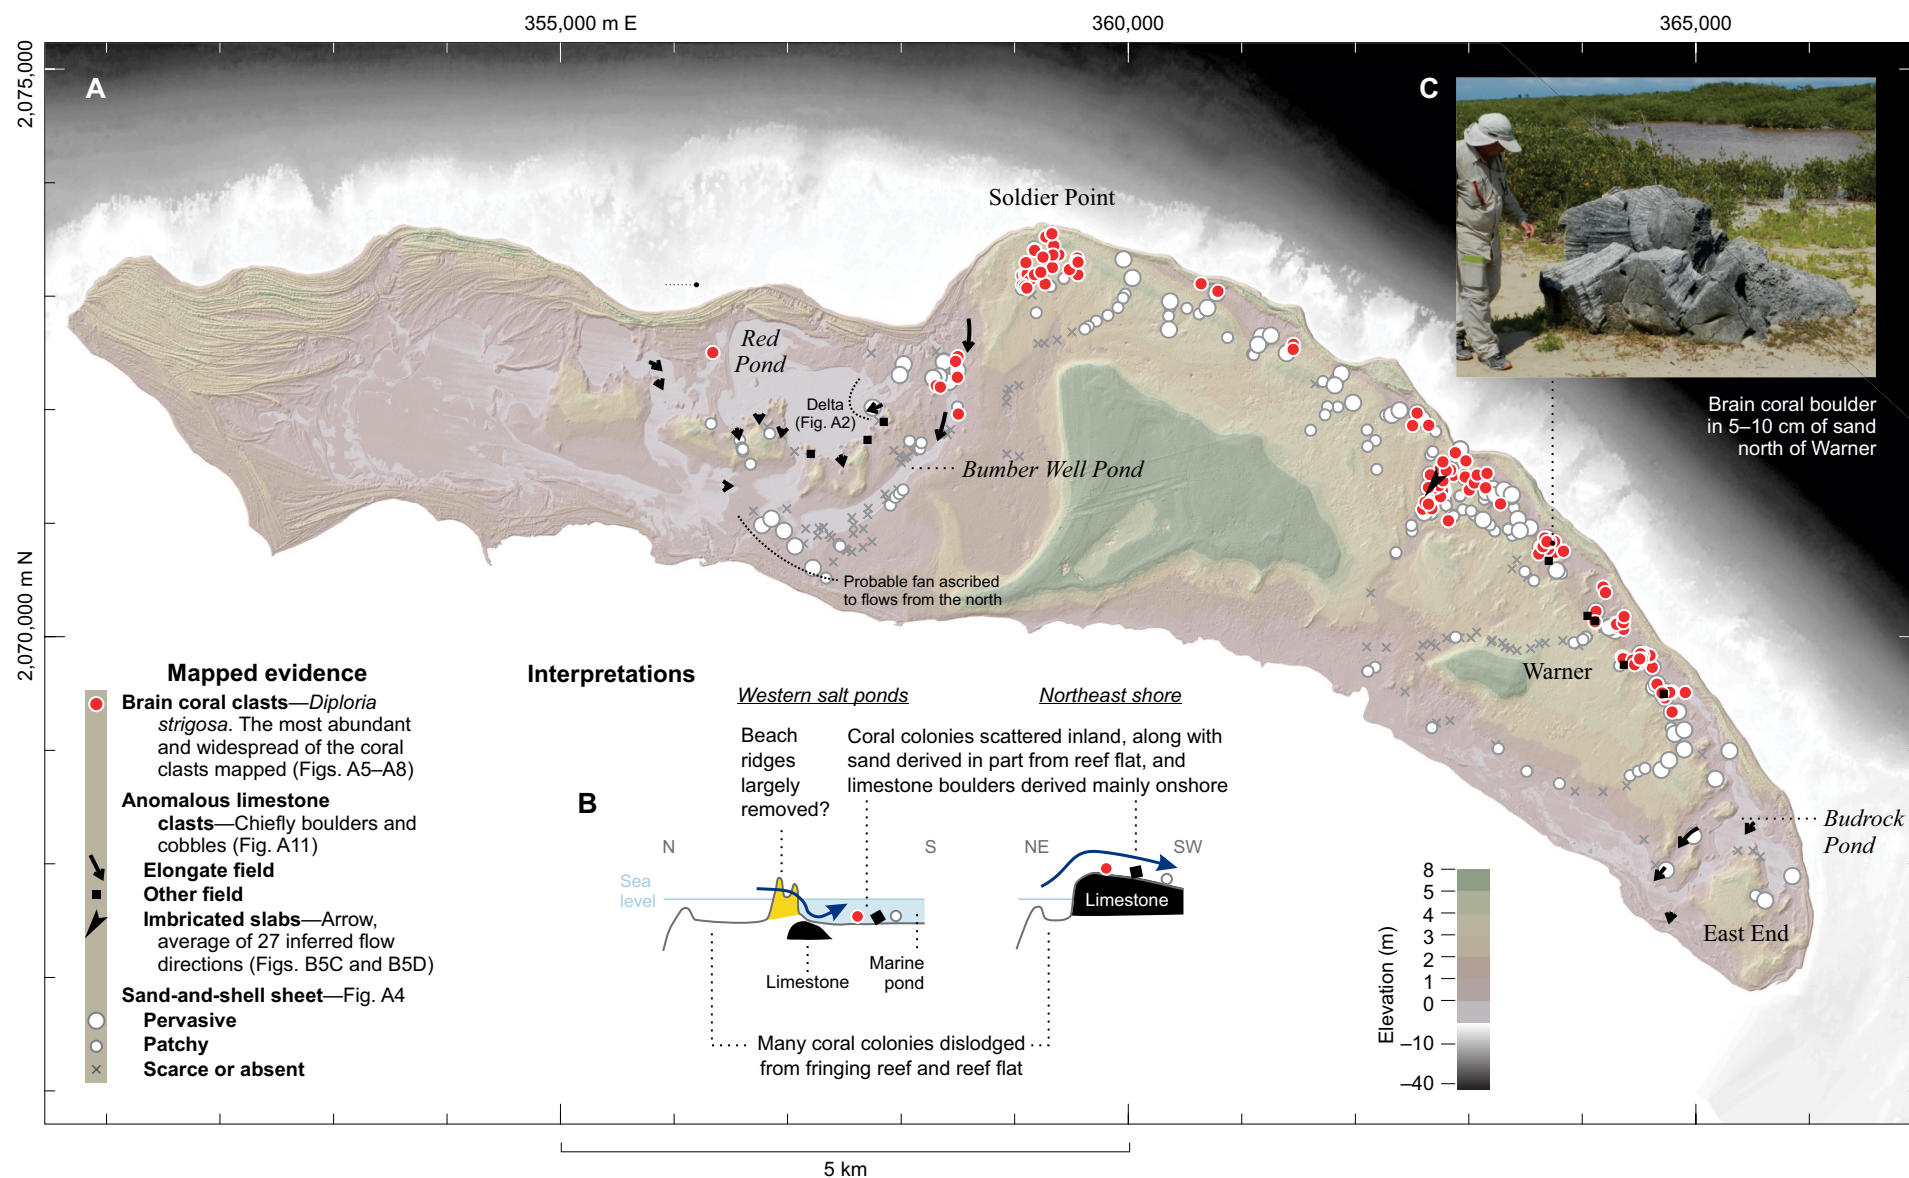 355,000 m E
360,000
365,000
2,075,000
2,070,000 m N
A
C
Soldier Point
Red
Pond
Delta
(Fig. A2)
Bumber Well Pond
Probable fan ascribed
to flows from the north
Brain coral boulder
in 5–10 cm of sand
north of Warner
Warner
Budrock
Pond
East End
Mapped evidence
Brain coral clasts—Diploria
strigosa. The most abundant
and widespread of the coral
clasts mapped (Figs. A5–A8)
Anomalous limestone
clasts—Chiefly boulders and
cobbles (Fig. A11)
Elongate field
Other field
Imbricated slabs—Arrow,
average of 27 inferred flow
directions (Figs. B5C and B5D)
Sand-and-shell sheet—Fig. A4
Pervasive
Patchy
Scarce or absent
Interpretations
B
Western salt ponds
Beach
ridges
largely
removed?
Northeast shore
Coral colonies scattered inland, along with
sand derived in part from reef flat, and
limestone boulders derived mainly onshore
N
S
Sea
level
Limestone
Marine
pond
NE
SW
Limestone
Many coral colonies dislodged
from fringing reef and reef flat
Elevation (m)
8
5
4
3
2
1
0
–10
–40
5 km